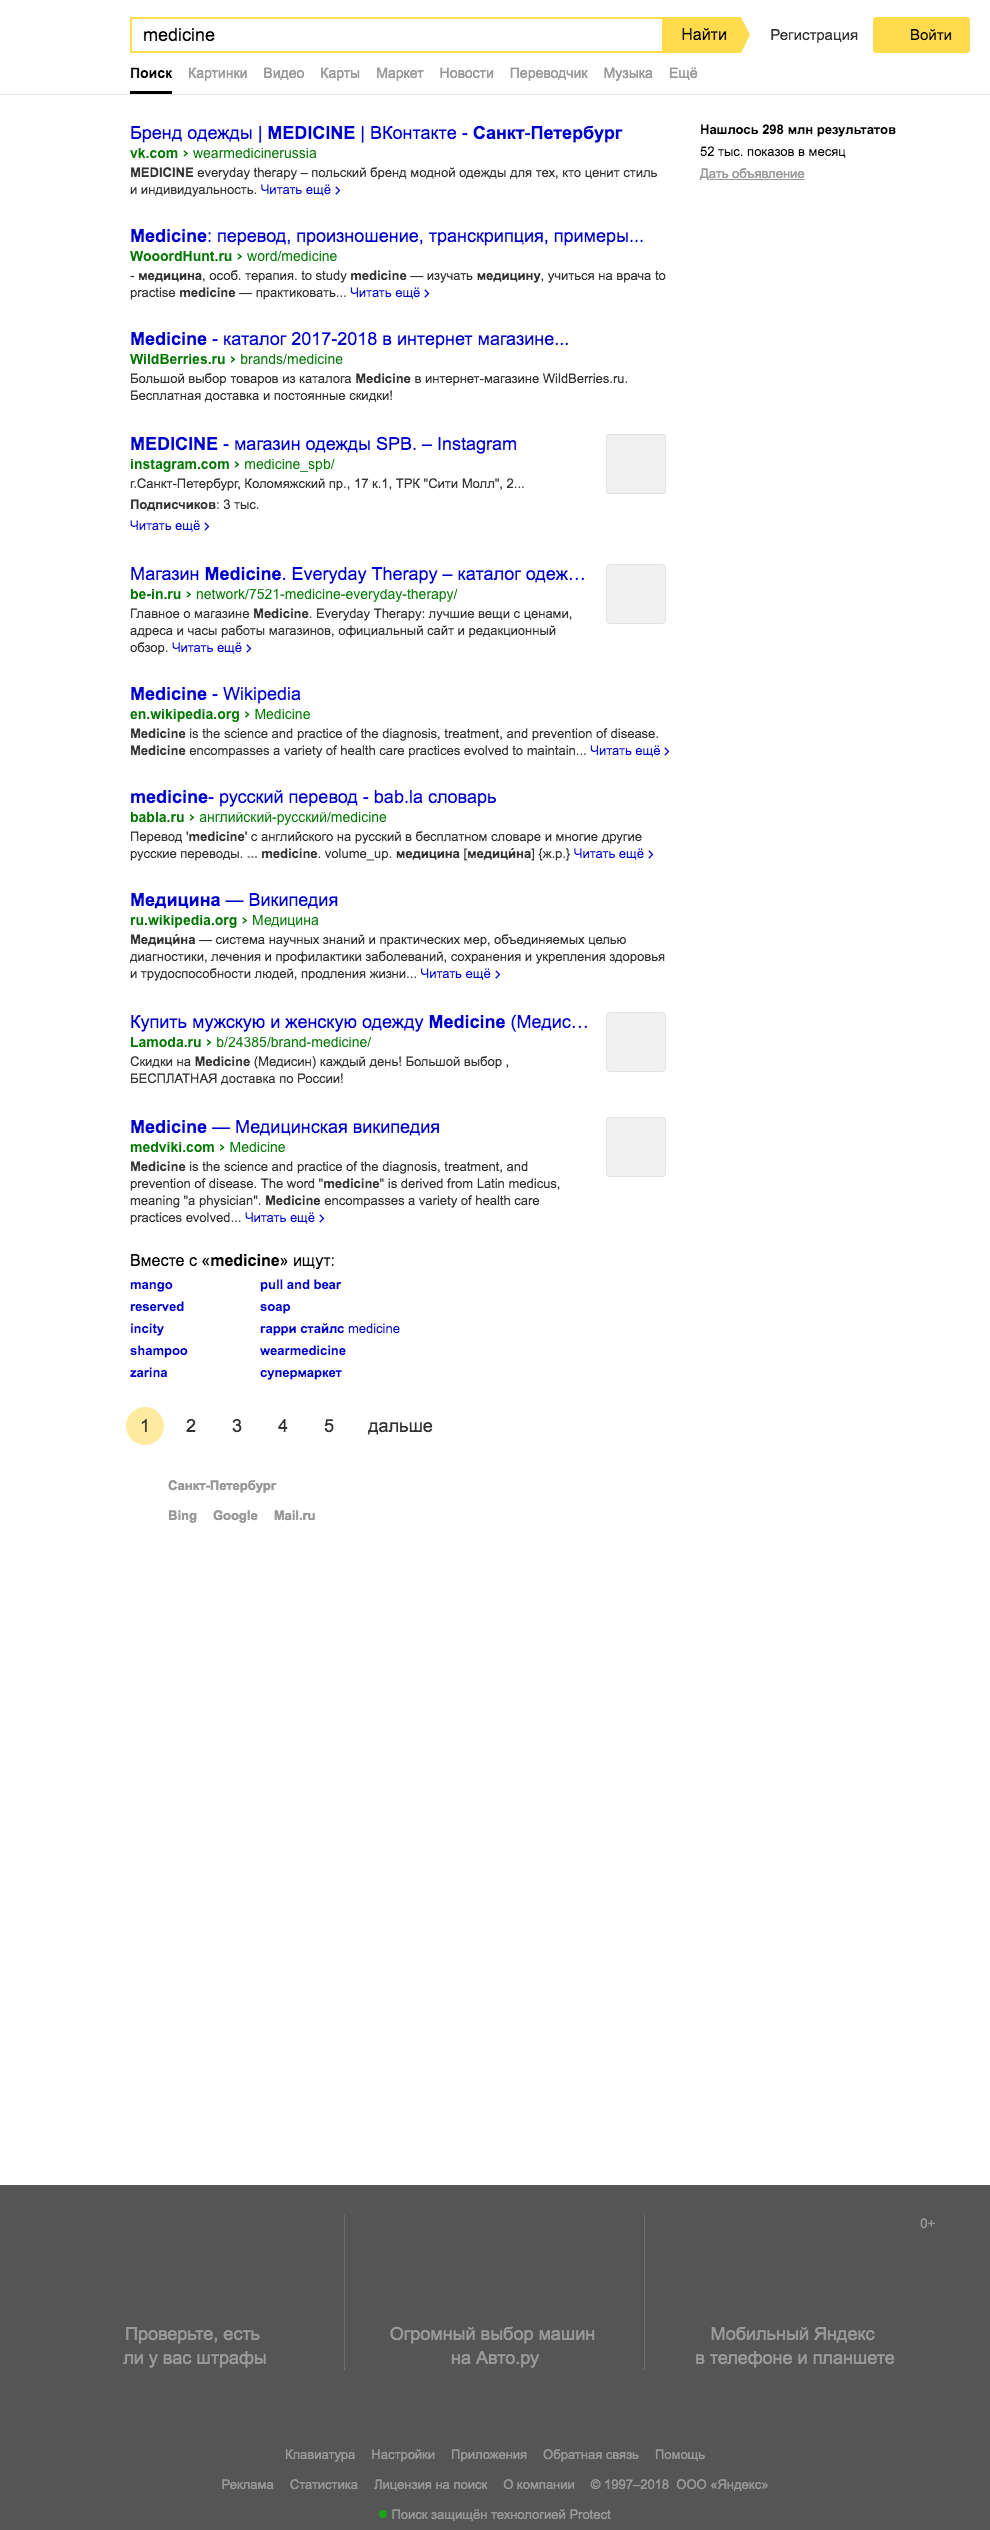 medicine
Найти
Регистрация
Войти
Поиск Картинки Видео Карты Маркет Новости Переводчик Музыка Ещё
Бренд одежды | MEDICINE | ВКонтакте - Санкт-Петербург
vk.com › wearmedicinerussia
MEDICINE everyday therapy – польский бренд модной одежды для тех, кто ценит стиль
и индивидуальность. Читать ещё ›
Нашлось 298 млн результатов
52 тыс. показов в месяц
Дать объявление
Medicine: перевод, произношение, транскрипция, примеры...
WooordHunt.ru › word/medicine
- медицина, особ. терапия. to study medicine — изучать медицину, учиться на врача to
practise medicine — практиковать... Читать ещё ›
Medicine - каталог 2017-2018 в интернет магазине...
WildBerries.ru › brands/medicine
Большой выбор товаров из каталога Medicine в интернет-магазине WildBerries.ru.
Бесплатная доставка и постоянные скидки!
MEDICINE - магазин одежды SPB. – Instagram
instagram.com › medicine_spb/
г.Санкт-Петербург, Коломяжский пр., 17 к.1, ТРК "Сити Молл", 2...
Подписчиков: 3 тыс.
Читать ещё ›
Магазин Medicine. Everyday Therapy – каталог одеж…
be-in.ru › network/7521-medicine-everyday-therapy/
Главное о магазине Medicine. Everyday Therapy: лучшие вещи с ценами,
адреса и часы работы магазинов, официальный сайт и редакционный
обзор. Читать ещё ›
Medicine - Wikipedia
en.wikipedia.org › Medicine
Medicine is the science and practice of the diagnosis, treatment, and prevention of disease.
Medicine encompasses a variety of health care practices evolved to maintain... Читать ещё ›
medicine- русский перевод - bab.la словарь
babla.ru › английский-русский/medicine
Перевод 'medicine' с английского на русский в бесплатном словаре и многие другие
русские переводы. ... medicine. volume_up. медицина [медици́на] {ж.р.} Читать ещё ›
Медицина — Википедия
ru.wikipedia.org › Медицина
Медици́на — система научных знаний и практических мер, объединяемых целью
диагностики, лечения и профилактики заболеваний, сохранения и укрепления здоровья
и трудоспособности людей, продления жизни... Читать ещё ›
Купить мужскую и женскую одежду Medicine (Медис…
Lamoda.ru › b/24385/brand-medicine/
Скидки на Medicine (Медисин) каждый день! Большой выбор ,
БЕСПЛАТНАЯ доставка по России!
Medicine — Медицинская википедия
medviki.com › Medicine
Medicine is the science and practice of the diagnosis, treatment, and
prevention of disease. The word "medicine" is derived from Latin medicus,
meaning "a physician". Medicine encompasses a variety of health care
practices evolved... Читать ещё ›
Вместе с «medicine» ищут:
mango pull and bear
reserved soap
incity гарри стайлс medicine
shampoo wearmedicine
zarina супермаркет
1 2 3 4 5 дальше
Санкт-Петербург
Bing Google Mail.ru
0+
Проверьте, есть
ли у вас штрафы
Огромный выбор машин
на Авто.ру
Мобильный Яндекс
в телефоне и планшете
Клавиатура Настройки Приложения Обратная связь Помощь
Реклама Статистика Лицензия на поиск О компании © 1997–2018 ООО «Яндекс»
Поиск защищён технологией Protect